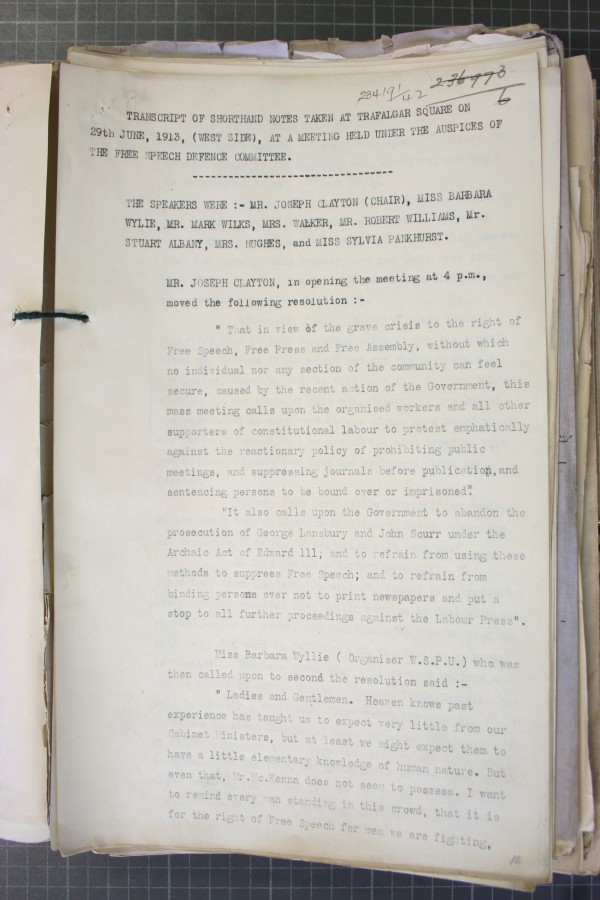 234191/42
236993
6
TRANSCRIPT OF SHORTHAND NOTES TAKEN AT TRAFALGAR SQUARE ON
29th JUNE, 1913, (WEST SIDE), AT A MEETING HELD UNDER THE AUSPICES OF
THE FREE SPEECH DEFENCE COMMITTEE.
---------------------------------
THE SPEAKERS WERE :- MR. JOSEPH CLAYTON (CHAIR), MISS BARBARA
WYLIE, MR. MARK WILKS, MRS. WALKER, MR. ROBERT WILLIAMS, Mr.
STUART ALBANY, MRS. HUGHES, and MISS SYLVIA PANKHURST.
MR. JOSEPH CLAYTON, in opening the meeting at 4 p.m.,
moved the following resolution :-
" That in view of the grave crisis to the right of
Free Speech, Free Press and Free Assembly, without which
no individual nor any section of the community can feel
secure, caused by the recent action of the Government, this
mass meeting calls upon the organised workers and all other
supporters of constitutional labour to protest emphatically
against the reactionary policy of prohibiting public
meetings, and suppressing journals before publication,and
sentencing persons to be bound over or imprisoned".
"It also calls upon the Government to abandon the
prosecution of George Lansbury and John Scurr under the
Archaic Act of Edward 111, and to refrain from using these
methods to suppress Free Speech; and to refrain from
binding persons over not to print newspapers and put a
stop to all further proceedings against the Labour Press".
Miss Barbara Wyllie ( Organiser W.S.P.U.) who was
then called upon to second the resolution said :-
" Ladies and Gentlemen. Heaven knows past
experience has taught us to expect very little from our
Cabinet Ministers, but at least we might expect them to
have a little elementary knowledge of human nature. But
even that, Mr.Mc.Kenna does not seem to possess. I want
to remind every man standing in this crowd, that it is
for the right of Free Speech for men we are fighting,